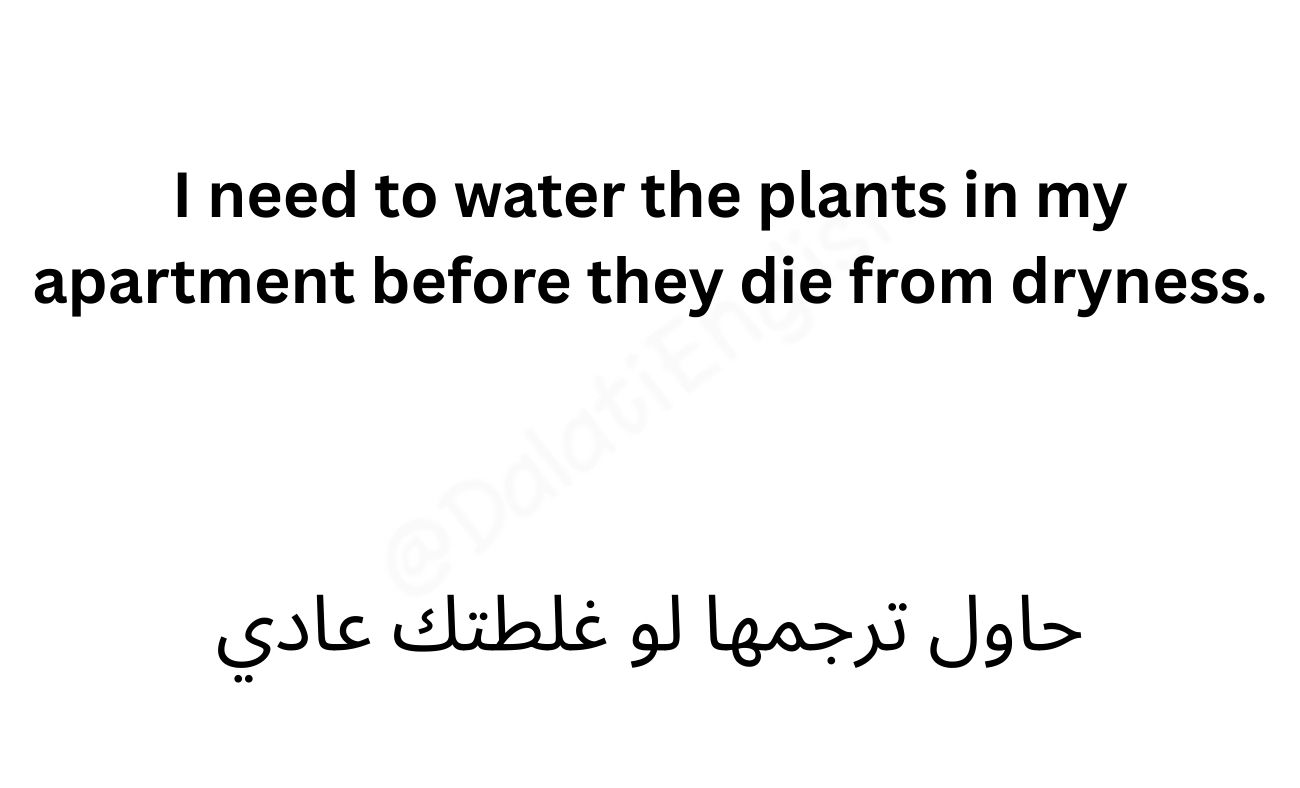 I need to water the plants in my
apartment before they die from dryness.
@DalatiEnglish
حاول ترجمها لو غلطتك عادي